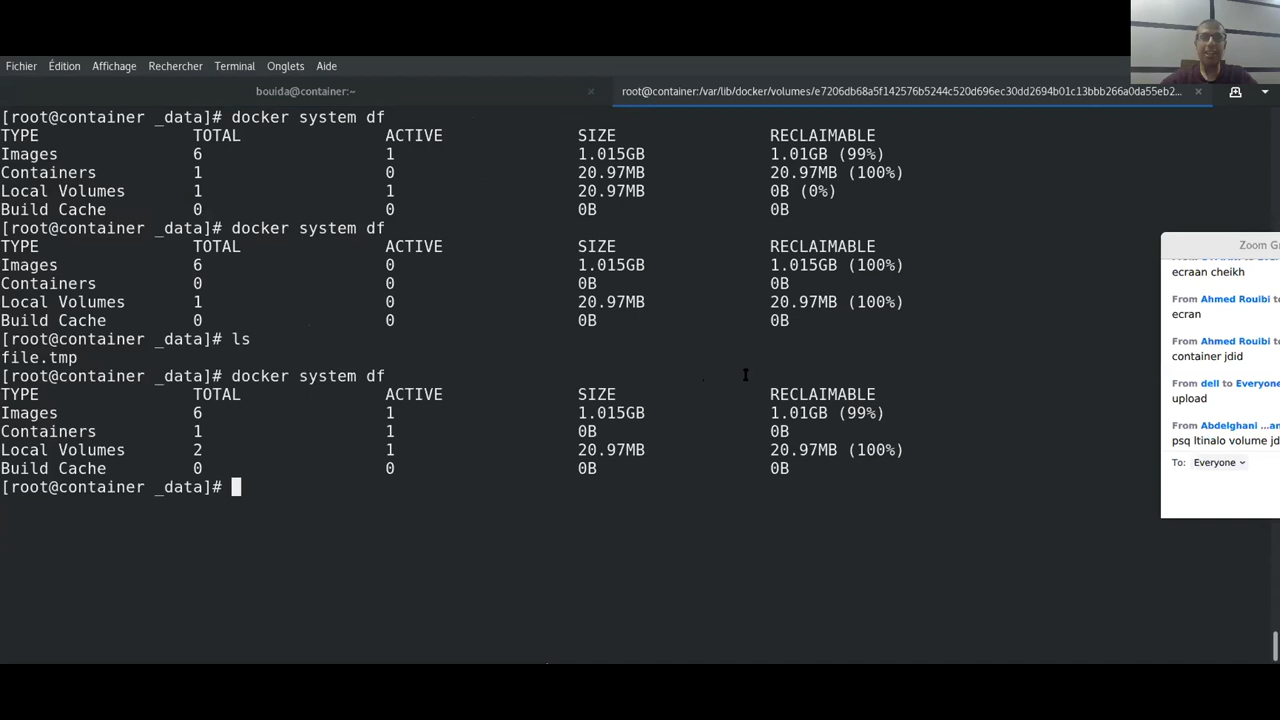 Fichier Édition Affichage Rechercher Terminal Onglets Aide
bouida@container:~ × root@container:/var/lib/docker/volumes/e7206db68a5f142576b5244c520d696ec30dd2694b01c13bbb266a0da55eb2... ×
[root@container _data]# docker system df
TYPE TOTAL ACTIVE SIZE RECLAIMABLE
Images 6 1 1.015GB 1.01GB (99%)
Containers 1 0 20.97MB 20.97MB (100%)
Local Volumes 1 1 20.97MB 0B (0%)
Build Cache 0 0 0B 0B
[root@container _data]# docker system df
TYPE TOTAL ACTIVE SIZE RECLAIMABLE
Images 6 0 1.015GB 1.015GB (100%)
Containers 0 0 0B 0B
Local Volumes 1 0 20.97MB 20.97MB (100%)
Build Cache 0 0 0B 0B
[root@container _data]# ls
file.tmp
[root@container _data]# docker system df
TYPE TOTAL ACTIVE SIZE RECLAIMABLE
Images 6 1 1.015GB 1.01GB (99%)
Containers 1 1 0B 0B
Local Volumes 2 1 20.97MB 20.97MB (100%)
Build Cache 0 0 0B 0B
[root@container _data]#
Zoom G
ecraan cheikh
From Ahmed Rouibi to
ecran
From Ahmed Rouibi to
container jdid
From dell to Everyone
upload
From Abdelghani ...an
psq ltinalo volume jd
To: Everyone